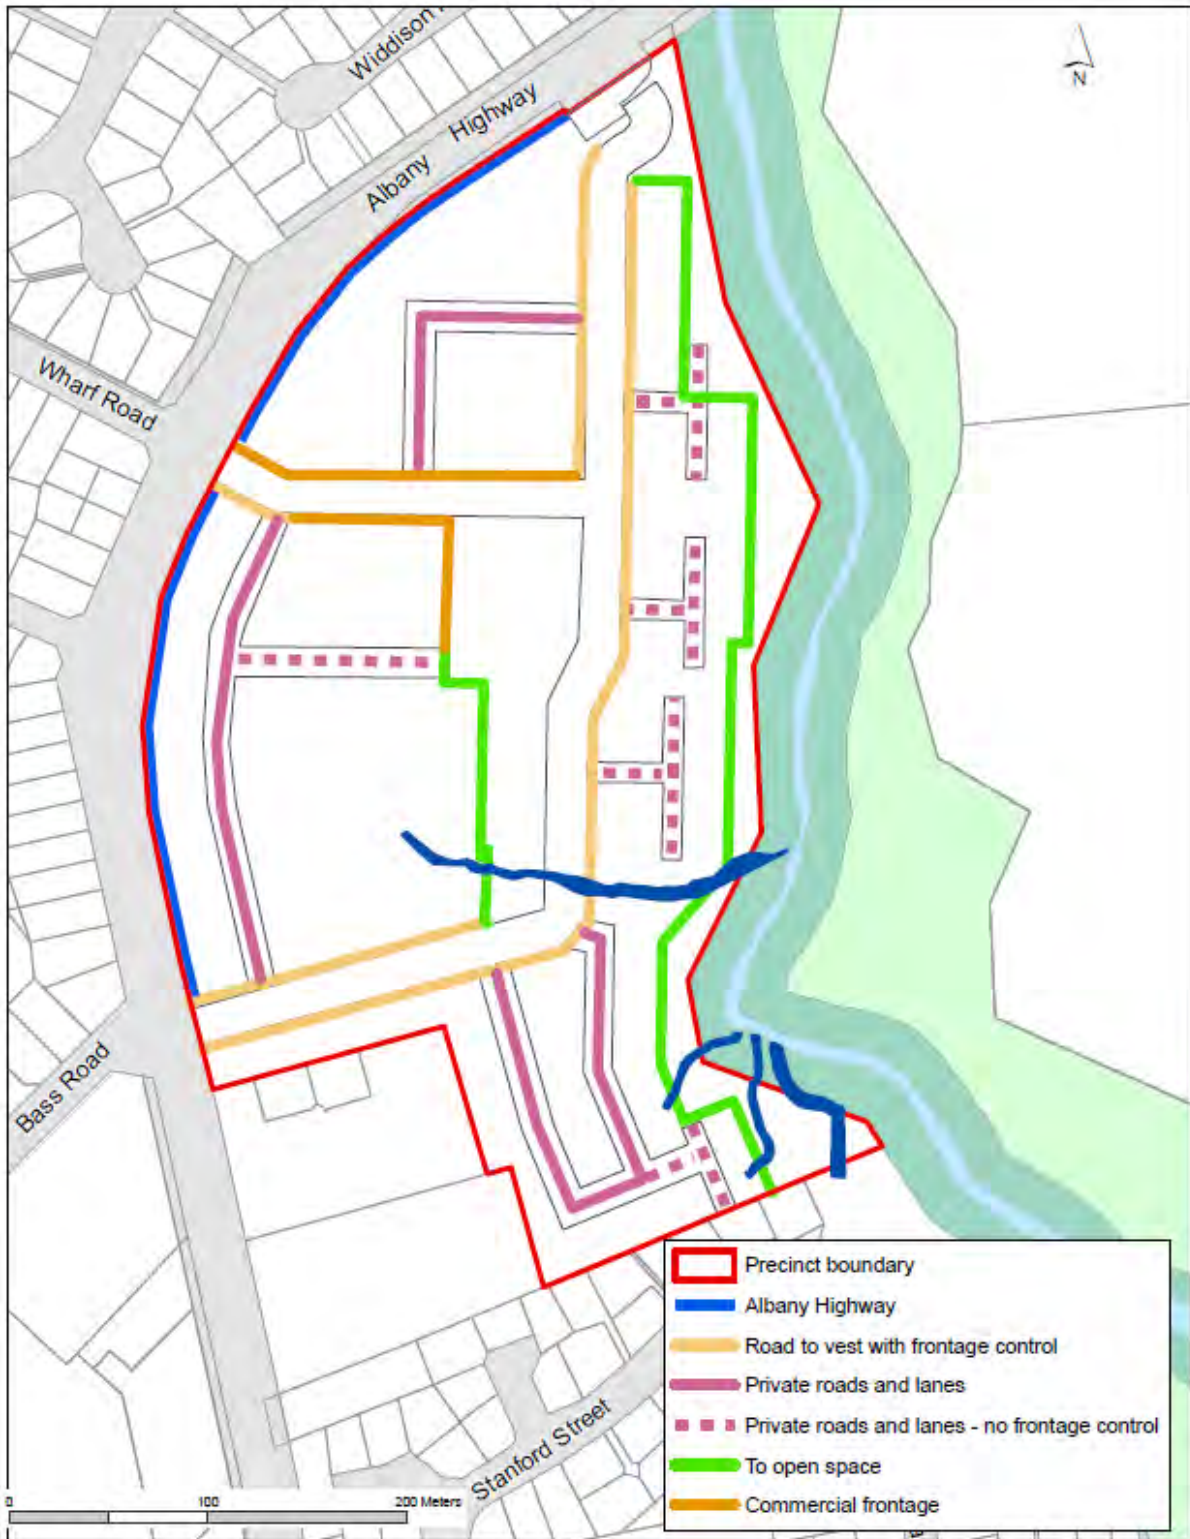 Widdison
Albany Highway
N
Wharf Road
Bass Road
Stanford Street
Precinct boundary
Albany Highway
Road to vest with frontage control
Private roads and lanes
Private roads and lanes - no frontage control
To open space
Commercial frontage
0 100 200 Meters